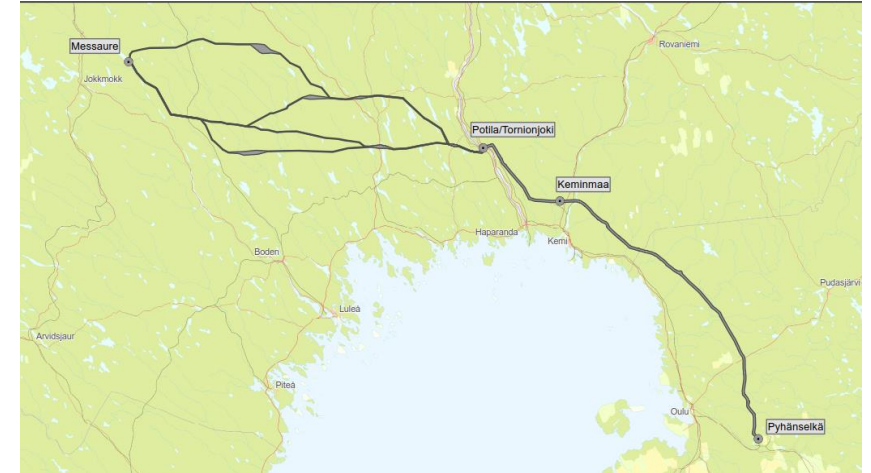 Messaure
Rovaniemi
Jokkmokk
Potila/Tornionjoki
Keminmaa
Haparanda
Kemi
Boden
Pudasjärvi
Luleå
Arvidsjaur
Piteå
Oulu
Pyhänselkä